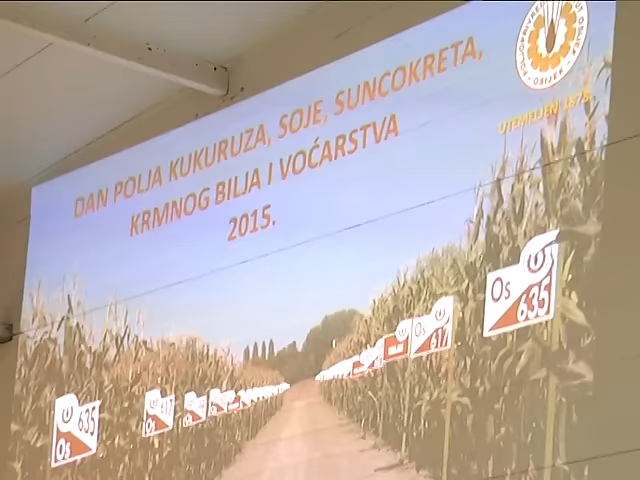 DAN POLJA KUKURUZA, SOJE, SUNCOKRETA,
KRMNOG BILJA I VOĆARSTVA
2015.
UTEMELJEN 1878
Os 635
Os 617
635
Os
617
Os